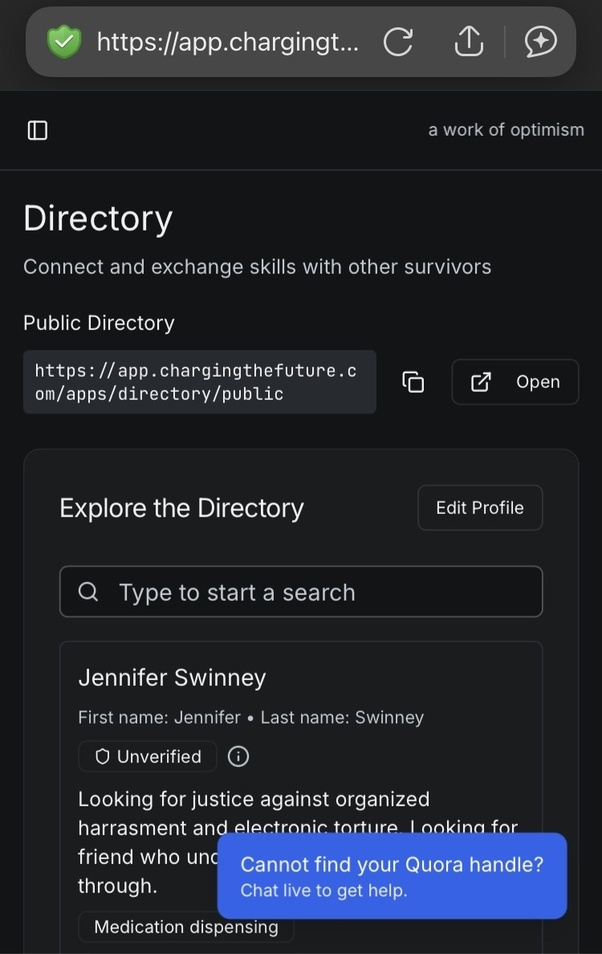 https://app.chargingt...
a work of optimism
Directory
Connect and exchange skills with other survivors
Public Directory
https://app.chargingthefuture.c
om/apps/directory/public
Open
Explore the Directory
Edit Profile
Type to start a search
Jennifer Swinney
First name: Jennifer • Last name: Swinney
Unverified
Looking for justice against organized
harrasment and electronic torture. Looking for
friend who
through.
Cannot find your Quora handle?
Chat live to get help.
Medication dispensing